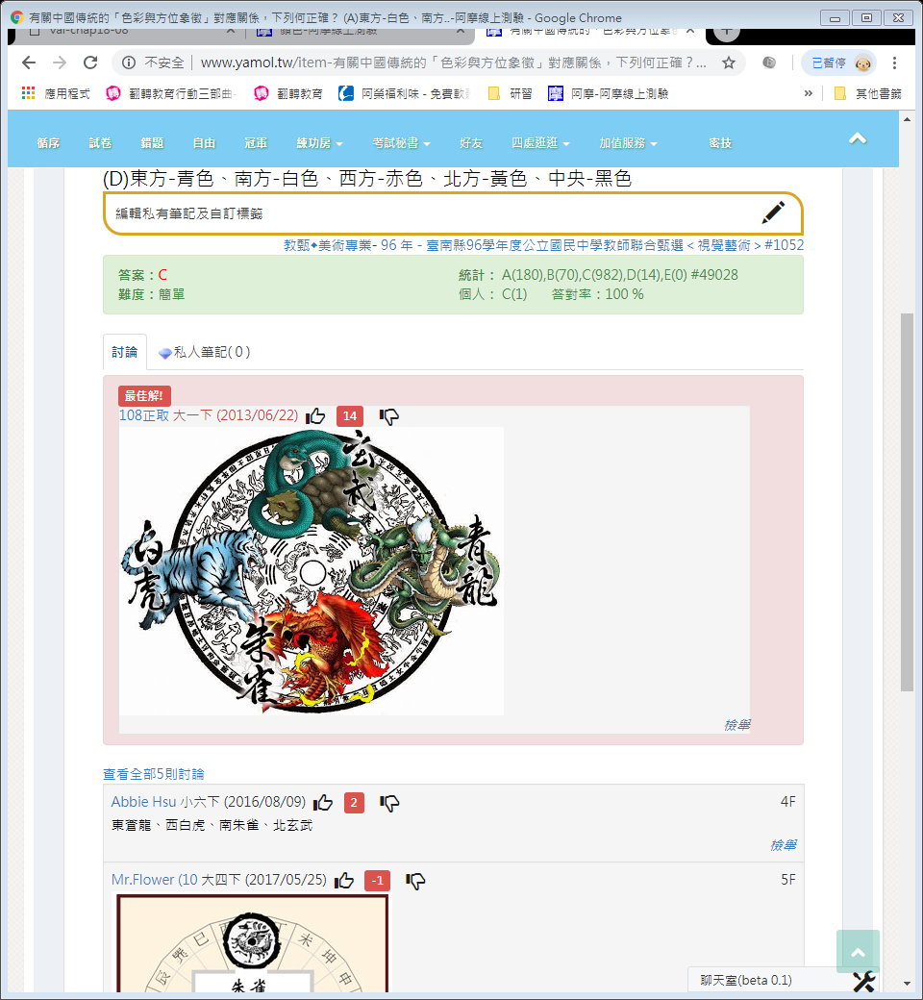 有關中國傳統的「色彩與方位象徵」對應關係，下列何正確？ (A)東方-白色、南方..-阿摩線上測驗 - Google Chrome
val-chap18-08
顏色-阿摩線上測驗
有關中國傳統的「色彩與方位象徵
不安全 | www.yamol.tw/item-有關中國傳統的「色彩與方位象徵」對應關係，下列何正確？...
已暫停
應用程式
翻轉教育行動三部曲-
翻轉教育
阿榮福利味 - 免費軟
研習
阿摩-阿摩線上測驗
»
其他書籤
循序
試卷
錯題
自由
冠軍
練功房
考試秘書
好友
四處逛逛
加值服務
密技
(D)東方-青色、南方-白色、西方-赤色、北方-黃色、中央-黑色
編輯私有筆記及自訂標籤
教甄◆美術專業- 96 年 - 臺南縣96學年度公立國民中學教師聯合甄選＜視覺藝術＞#1052
答案：C
統計： A(180),B(70),C(982),D(14),E(0) #49028
難度：簡單
個人： C(1) 答對率：100 %
討論
私人筆記( 0 )
最佳解!
108正取 大一下 (2013/06/22) 14
玄武
白虎
青龍
朱雀
檢舉
查看全部5則討論
Abbie Hsu 小六下 (2016/08/09) 2 4F
東蒼龍、西白虎、南朱雀、北玄武
檢舉
Mr.Flower (10 大四下 (2017/05/25) -1 5F
辰 巽 巳 丁 未 坤 申
朱雀
聊天室(beta 0.1)